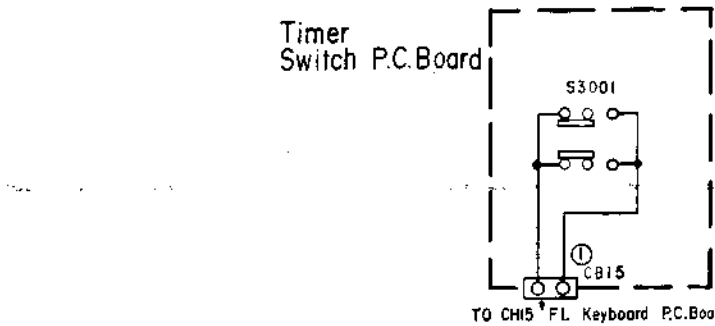 Timer
Switch P.C.Board
S3001
①
CB15
TO CH15 FL Keyboard P.C.Boa